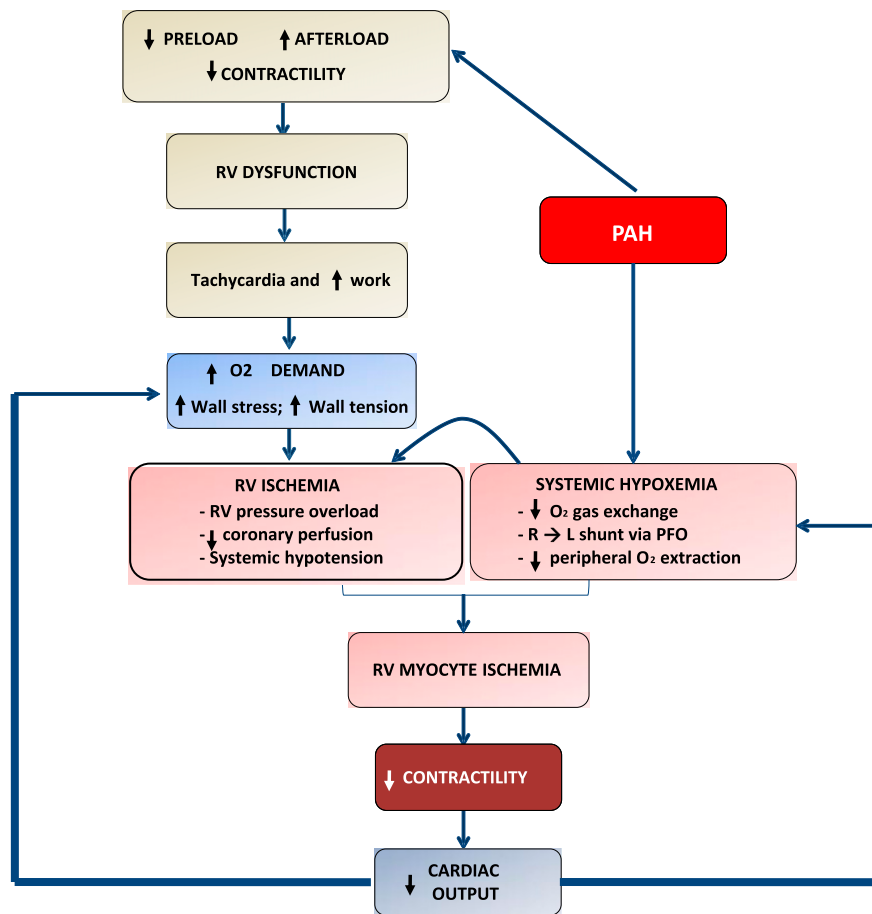 ↓ PRELOAD ↑ AFTERLOAD
↓ CONTRACTILITY
RV DYSFUNCTION
PAH
Tachycardia and ↑ work
↑ O2 DEMAND
↑ Wall stress; ↑ Wall tension
RV ISCHEMIA
- RV pressure overload
- ↓ coronary perfusion
- Systemic hypotension
SYSTEMIC HYPOXEMIA
- ↓ O₂ gas exchange
- R → L shunt via PFO
- ↓ peripheral O₂ extraction
RV MYOCYTE ISCHEMIA
↓ CONTRACTILITY
↓ CARDIAC
OUTPUT